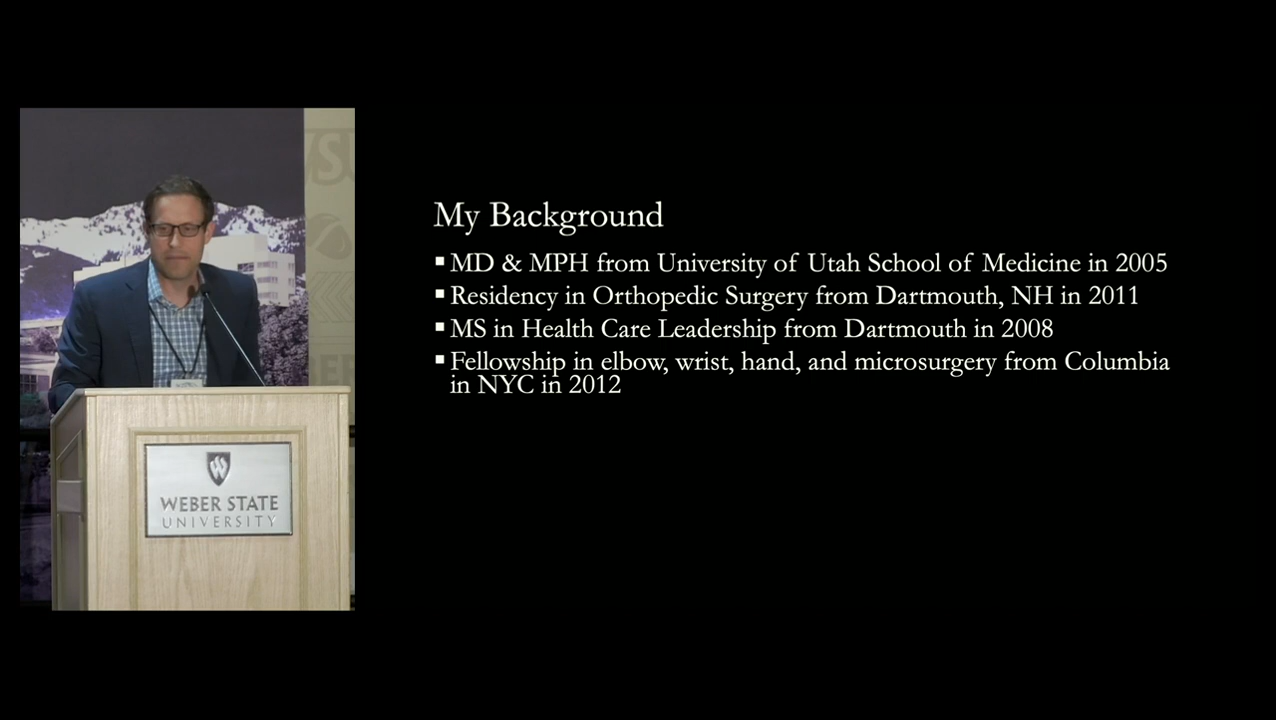 My Background
▪ MD & MPH from University of Utah School of Medicine in 2005
▪ Residency in Orthopedic Surgery from Dartmouth, NH in 2011
▪ MS in Health Care Leadership from Dartmouth in 2008
▪ Fellowship in elbow, wrist, hand, and microsurgery from Columbia
in NYC in 2012
W
WEBER STATE
UNIVERSITY